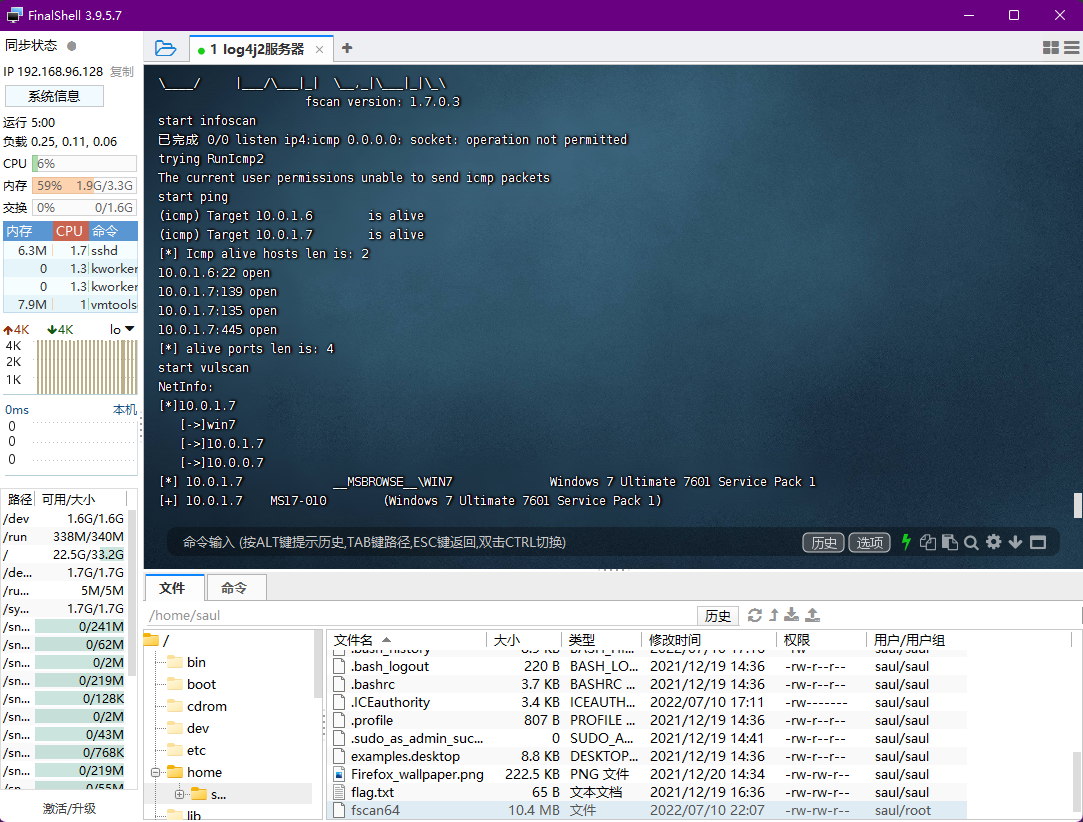 FinalShell 3.9.5.7
同步状态
IP 192.168.96.128 复制
系统信息
运行 5:00
负载 0.25, 0.11, 0.06
CPU 6%
内存 59% 1.9G/3.3G
交换 0% 0/1.6G
内存 CPU 命令
6.3M 1.7 sshd
0 1.3 kworker
0 1.3 kworker
7.9M 1 vmtools
4K 4K lo
4K
2K
1K
0ms 本机
0
0
0
路径 可用/大小
/dev 1.6G/1.6G
/run 338M/340M
/ 22.5G/33.2G
/de... 1.7G/1.7G
/ru... 5M/5M
/sy... 1.7G/1.7G
/sn... 0/241M
/sn... 0/62M
/sn... 0/2M
/sn... 0/219M
/sn... 0/128K
/sn... 0/2M
/sn... 0/43M
/sn... 0/768K
/sn... 0/219M
/sn... 0/55M
激活/升级
1 log4j2服务器
\____/     |___/\___|_|  \__,_|\___|_|\_\
fscan version: 1.7.0.3
start infoscan
已完成 0/0 listen ip4:icmp 0.0.0.0: socket: operation not permitted
trying RunIcmp2
The current user permissions unable to send icmp packets
start ping
(icmp) Target 10.0.1.6 is alive
(icmp) Target 10.0.1.7 is alive
[*] Icmp alive hosts len is: 2
10.0.1.6:22 open
10.0.1.7:139 open
10.0.1.7:135 open
10.0.1.7:445 open
[*] alive ports len is: 4
start vulscan
NetInfo:
[*]10.0.1.7
[->]win7
[->]10.0.1.7
[->]10.0.0.7
[*] 10.0.1.7 __MSBROWSE__\WIN7 Windows 7 Ultimate 7601 Service Pack 1
[+] 10.0.1.7 MS17-010 (Windows 7 Ultimate 7601 Service Pack 1)
命令输入 (按ALT键提示历史,TAB键路径,ESC键返回,双击CTRL切换) 历史 选项
文件 命令
/home/saul 历史
/
bin
boot
cdrom
dev
etc
home
s...
lib
文件名 大小 类型 修改时间 权限 用户/用户组
.bash_logout 220 B BASH_LO... 2021/12/19 14:36 -rw-r--r-- saul/saul
.bashrc 3.7 KB BASHRC ... 2021/12/19 14:36 -rw-r--r-- saul/saul
.ICEauthority 3.4 KB ICEAUTH... 2022/07/10 17:11 -rw------- saul/saul
.profile 807 B PROFILE ... 2021/12/19 14:36 -rw-r--r-- saul/saul
.sudo_as_admin_suc... 0 SUDO_A... 2021/12/19 14:41 -rw-r--r-- saul/saul
examples.desktop 8.8 KB DESKTOP... 2021/12/19 14:36 -rw-r--r-- saul/saul
Firefox_wallpaper.png 222.5 KB PNG 文件 2021/12/20 14:34 -rw-rw-r-- saul/saul
flag.txt 65 B 文本文档 2021/12/19 16:36 -rw-rw-r-- saul/saul
fscan64 10.4 MB 文件 2022/07/10 22:07 -rw-rw-r-- saul/root